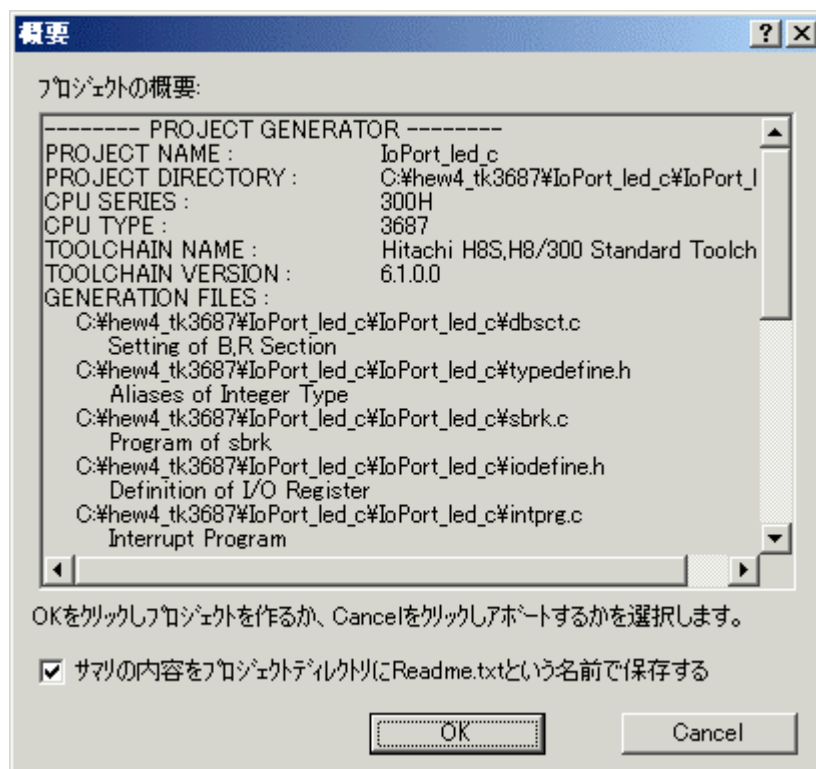 概要
プロジェクトの概要:
-------- PROJECT GENERATOR --------
PROJECT NAME : IoPort_led_c
PROJECT DIRECTORY : C:¥hew4_tk3687¥IoPort_led_c¥IoPort_l
CPU SERIES : 300H
CPU TYPE : 3687
TOOLCHAIN NAME : Hitachi H8S,H8/300 Standard Toolch
TOOLCHAIN VERSION : 6.1.0.0
GENERATION FILES :
C:¥hew4_tk3687¥IoPort_led_c¥IoPort_led_c¥dbsct.c
Setting of B,R Section
C:¥hew4_tk3687¥IoPort_led_c¥IoPort_led_c¥typedefine.h
Aliases of Integer Type
C:¥hew4_tk3687¥IoPort_led_c¥IoPort_led_c¥sbrk.c
Program of sbrk
C:¥hew4_tk3687¥IoPort_led_c¥IoPort_led_c¥iodefine.h
Definition of I/O Register
C:¥hew4_tk3687¥IoPort_led_c¥IoPort_led_c¥intprg.c
Interrupt Program
OKをクリックしプロジェクトを作るか、Cancelをクリックしアボートするかを選択します。
サマリの内容をプロジェクトディレクトリにReadme.txtという名前で保存する
OK
Cancel